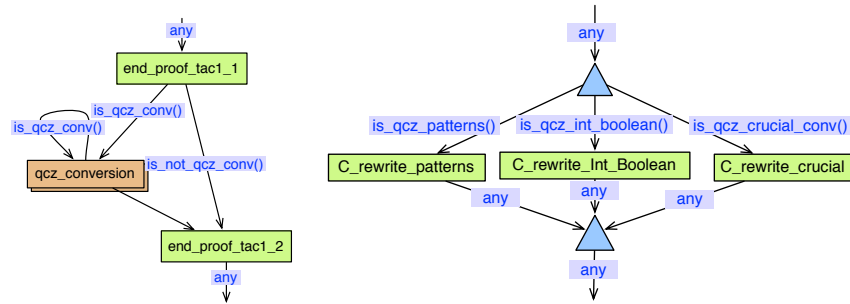 any
end_proof_tac1_1
is_qcz_conv()
is_qcz_conv()
is_not_qcz_conv()
qcz_conversion
end_proof_tac1_2
any
any
is_qcz_patterns()
is_qcz_int_boolean()
is_qcz_crucial_conv()
C_rewrite_patterns
C_rewrite_Int_Boolean
C_rewrite_crucial
any
any
any
any